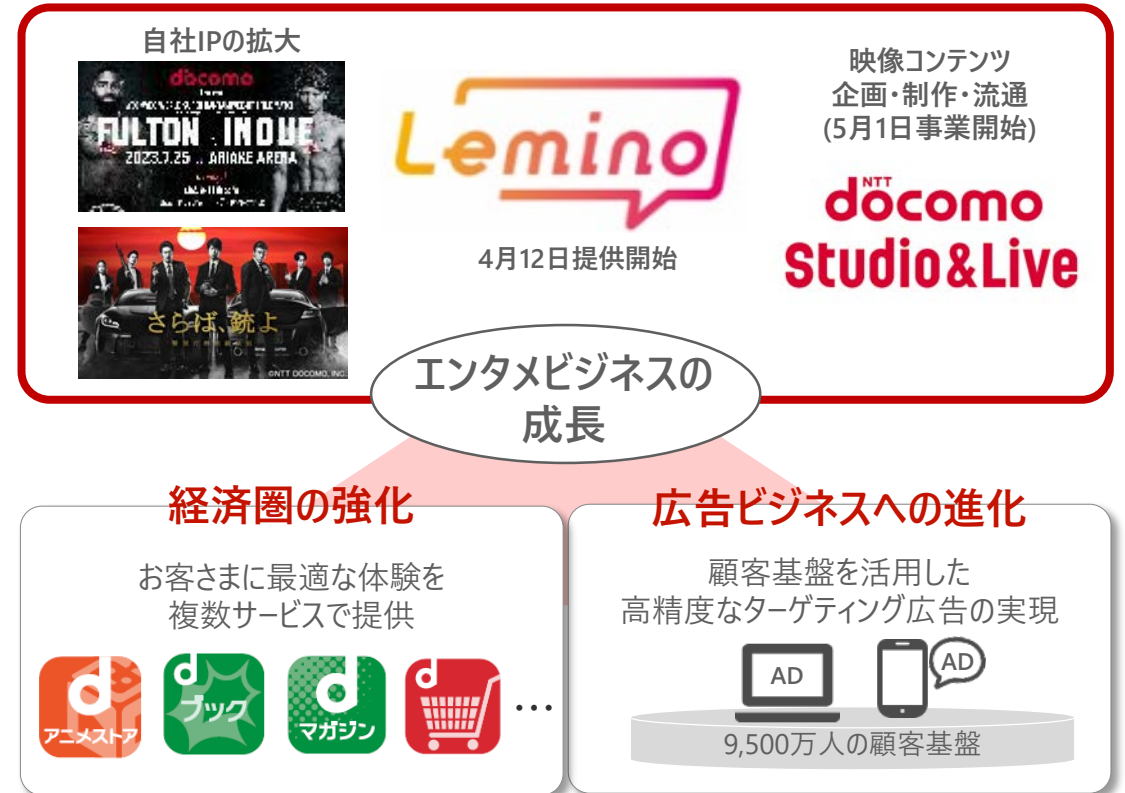 自社IPの拡大
döcomo
FULTON INOUE
2023.7.25 .. ARIAKE ARENA
さらば、銃よ
©NTT DOCOMO, INC.
Lemino
4月12日提供開始
映像コンテンツ
企画・制作・流通
(5月1日事業開始)
NTT
döcomo
Studio&Live
エンタメビジネスの
成長
経済圏の強化
お客さまに最適な体験を
複数サービスで提供
d
アニメストア
d
ブック
d
マガジン
d
…
広告ビジネスへの進化
顧客基盤を活用した
高精度なターゲティング広告の実現
AD
AD
9,500万人の顧客基盤